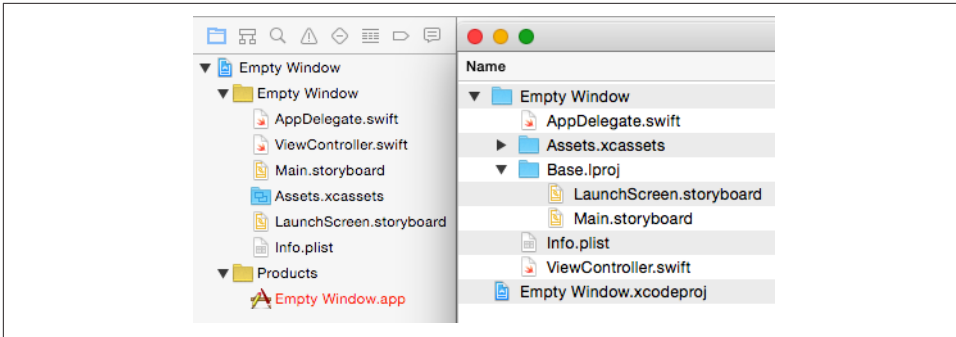 Empty Window
Empty Window
AppDelegate.swift
ViewController.swift
Main.storyboard
Assets.xcassets
LaunchScreen.storyboard
Info.plist
Products
Empty Window.app
Name
Empty Window
AppDelegate.swift
Assets.xcassets
Base.lproj
LaunchScreen.storyboard
Main.storyboard
Info.plist
ViewController.swift
Empty Window.xcodeproj